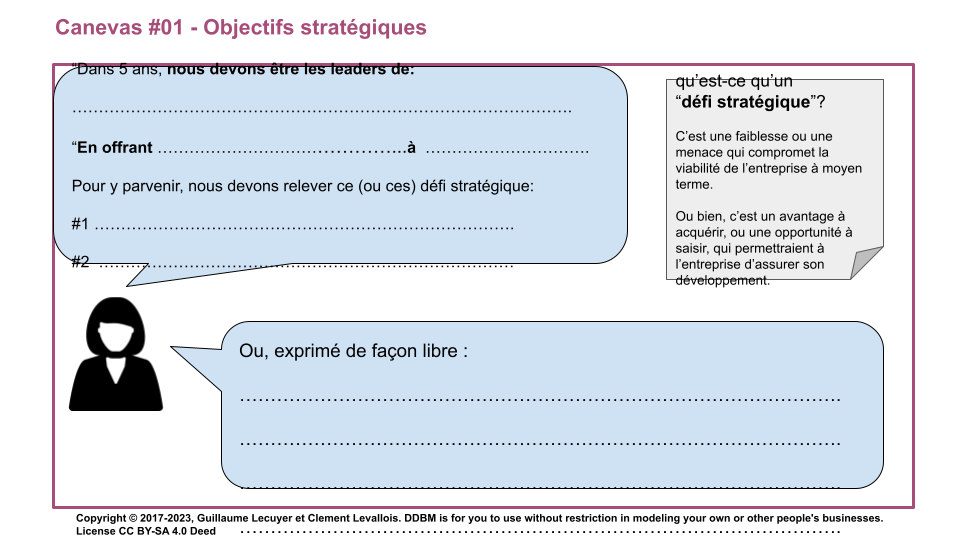 Canevas #01 - Objectifs stratégiques
“Dans 5 ans, nous devons être les leaders de:
…………………………………………………………………………………
“En offrant …………………………………………...à ………………………….
Pour y parvenir, nous devons relever ce (ou ces) défi stratégique:
#1 …………………………………………………………………….
#2 ……………………………………………………………………
qu’est-ce qu’un
“défi stratégique”?
C’est une faiblesse ou une
menace qui compromet la
viabilité de l’entreprise à moyen
terme.
Ou bien, c’est un avantage à
acquérir, ou une opportunité à
saisir, qui permettraient à
l’entreprise d’assurer son
développement.
Ou, exprimé de façon libre :
……………………………………………………………………………………
……………………………………………………………………………………
……………………………………………………………………………………
Copyright © 2017-2023, Guillaume Lecuyer et Clement Levallois. DDBM is for you to use without restriction in modeling your own or other people's businesses.
License CC BY-SA 4.0 Deed
……………………………………………………………………………………